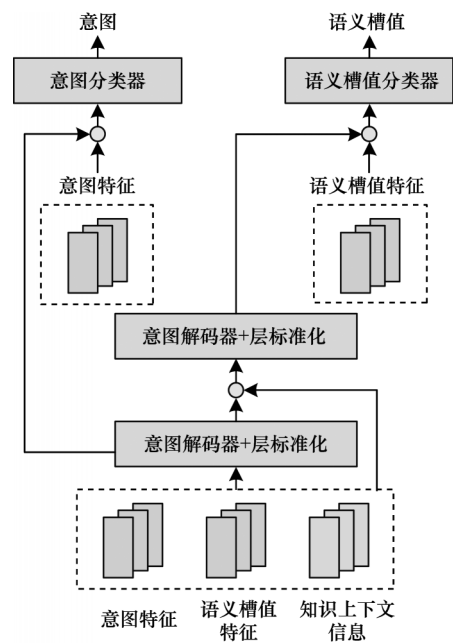 意图
语义槽值
意图分类器
语义槽值分类器
意图特征
语义槽值特征
意图解码器+层标准化
意图解码器+层标准化
意图特征
语义槽值
特征
知识上下文
信息